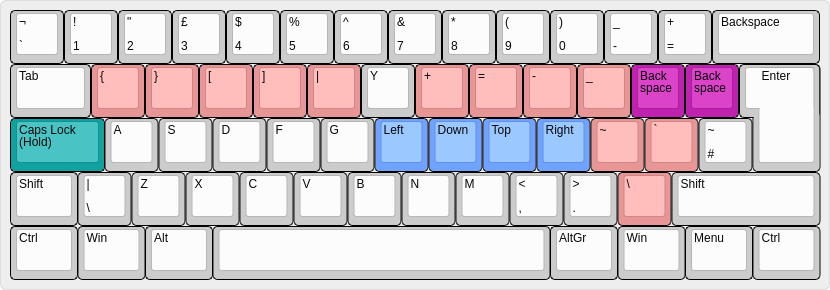 ¬ ! " £ $ % ^ & * ( ) _ + Backspace
` 1 2 3 4 5 6 7 8 9 0 - =
Tab { } [ ] | Y + = - _ Back space Back space Enter
Caps Lock (Hold) A S D F G Left Down Top Right ~ ` ~
#
Shift | Z X C V B N M < > \ Shift
\ , .
Ctrl Win Alt AltGr Win Menu Ctrl